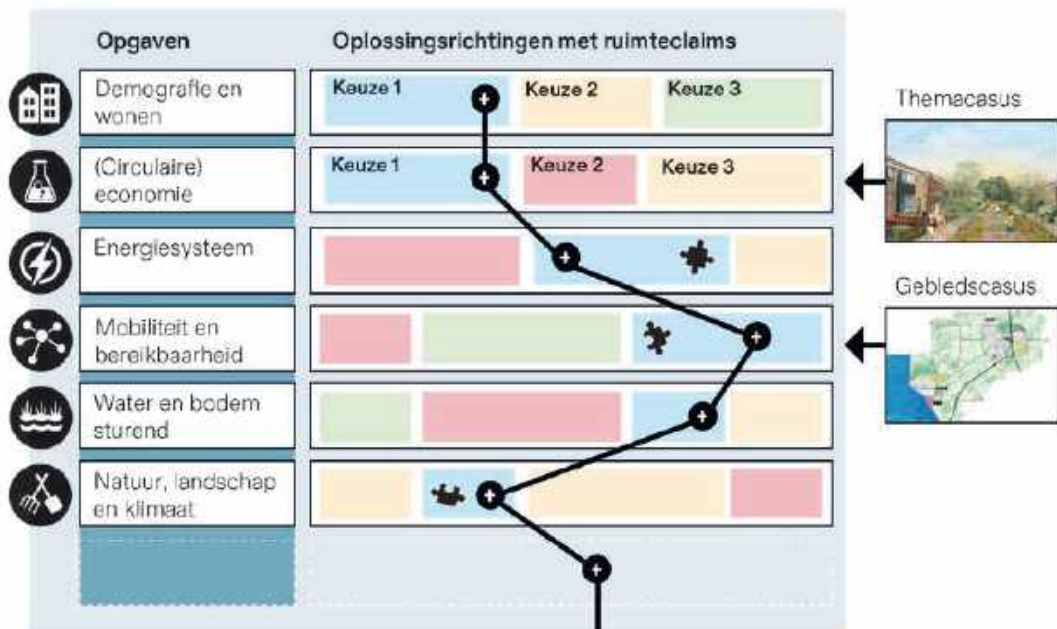 Opgaven
Oplossingsrichtingen met ruimteclaims
Demografie en
wonen
Keuze 1
Keuze 2
Keuze 3
Themacasus
(Circulaire)
economie
Keuze 1
Keuze 2
Keuze 3
Energiesysteem
Gebiedscasus
Mobiliteit en
bereikbaarheid
Water en bodem
sturend
Natuur, landschap
en klimaat